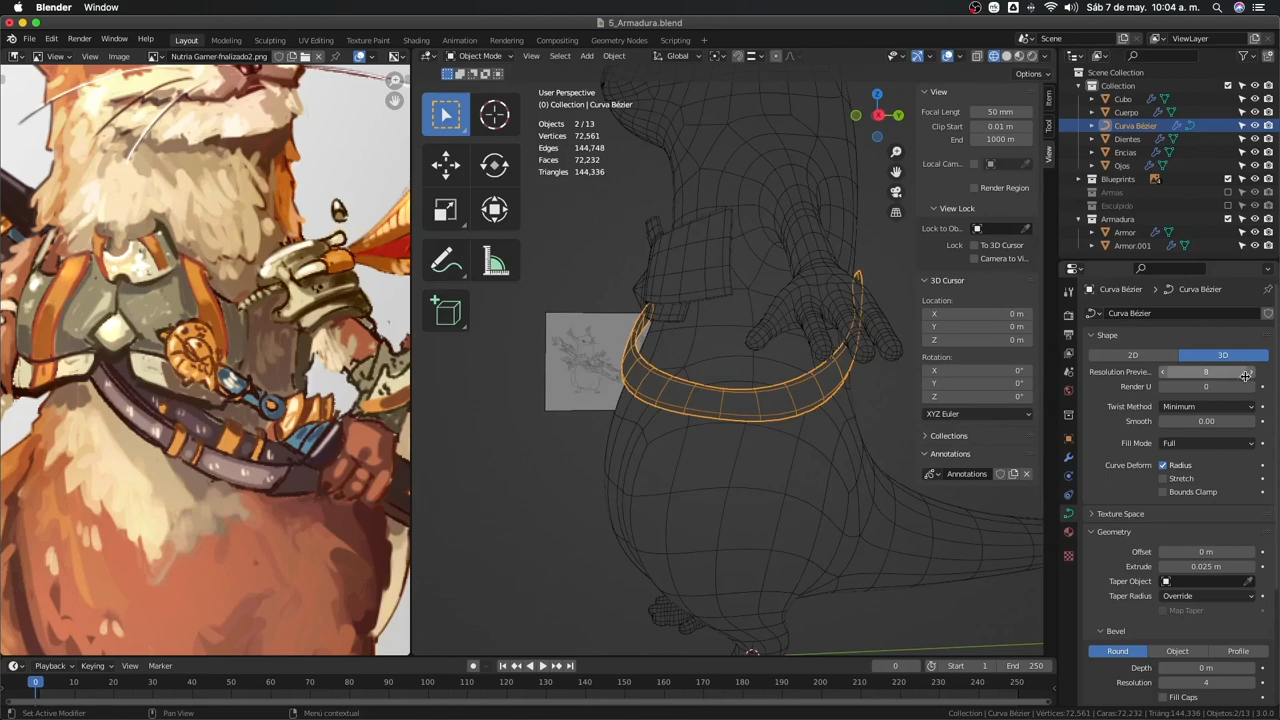 Blender Window
Sáb 7 de may. 10:04 a. m.
5_Armadura.blend
File Edit Render Window Help
Layout Modeling Sculpting UV Editing Texture Paint Shading Animation Rendering Compositing Geometry Nodes Scripting
Scene
ViewLayer
View View Image
Nutria Gamer-fnalizado2.png
Object Mode View Select Add Object
Global
Options
User Perspective
(0) Collection | Curva Bézier
Objects 2 / 13
Vertices 72,561
Edges 144,748
Faces 72,232
Triangles 144,336
Z
Y
X
View
Focal Lengt 50 mm
Clip Start 0.01 m
End 1000 m
Local Cam...
Render Region
View Lock
Lock to Ob...
Lock To 3D Cursor
Camera to Vi...
3D Cursor
Location:
X 0 m
Y 0 m
Z 0 m
Rotation:
X 0°
Y 0°
Z 0°
XYZ Euler
Collections
Annotations
Annotations
Item
Tool
View
Scene Collection
Collection
Cubo
Cuerpo
Curva Bézier
Dientes
Encias
Ojos
Blueprints
Armas
Esculpido
Armadura
Armor
Armor.001
Curva Bézier Curva Bézier
Curva Bézier
Shape
2D 3D
Resolution Previe... 8
Render U 0
Twist Method Minimum
Smooth 0.00
Fill Mode Full
Curve Deform Radius
Stretch
Bounds Clamp
Texture Space
Geometry
Offset 0 m
Extrude 0.025 m
Taper Object
Taper Radius Override
Map Taper
Bevel
Round Object Profile
Depth 0 m
Resolution 4
Fill Caps
Playback Keying View Marker
0 Start 1 End 250
0 10 20 30 40 50 60 70 80 90 100 110 120 130 140 150 160 170 180 190 200 210 220 230 240 250
Set Active Modifier Pan View Menú contextual
Collection | Curva Bézier | Vértices:72,561 | Caras:72,232 | Triáng:144,336 | Objetos:2/13 | 3.0.0